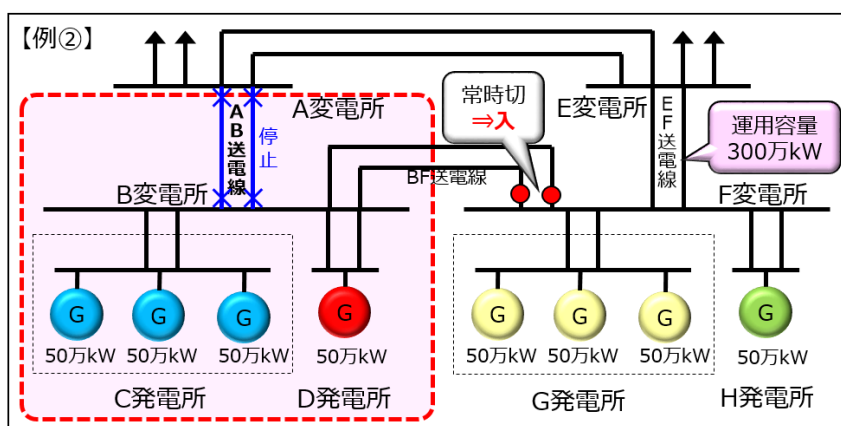 【例②】
A変電所
E変電所
常時切
⇒入
AB送電線
停止
EF送電線
運用容量
300万kW
B変電所
BF送電線
F変電所
G
G
G
G
G
G
G
G
50万kW
50万kW
50万kW
50万kW
50万kW
50万kW
50万kW
50万kW
C発電所
D発電所
G発電所
H発電所